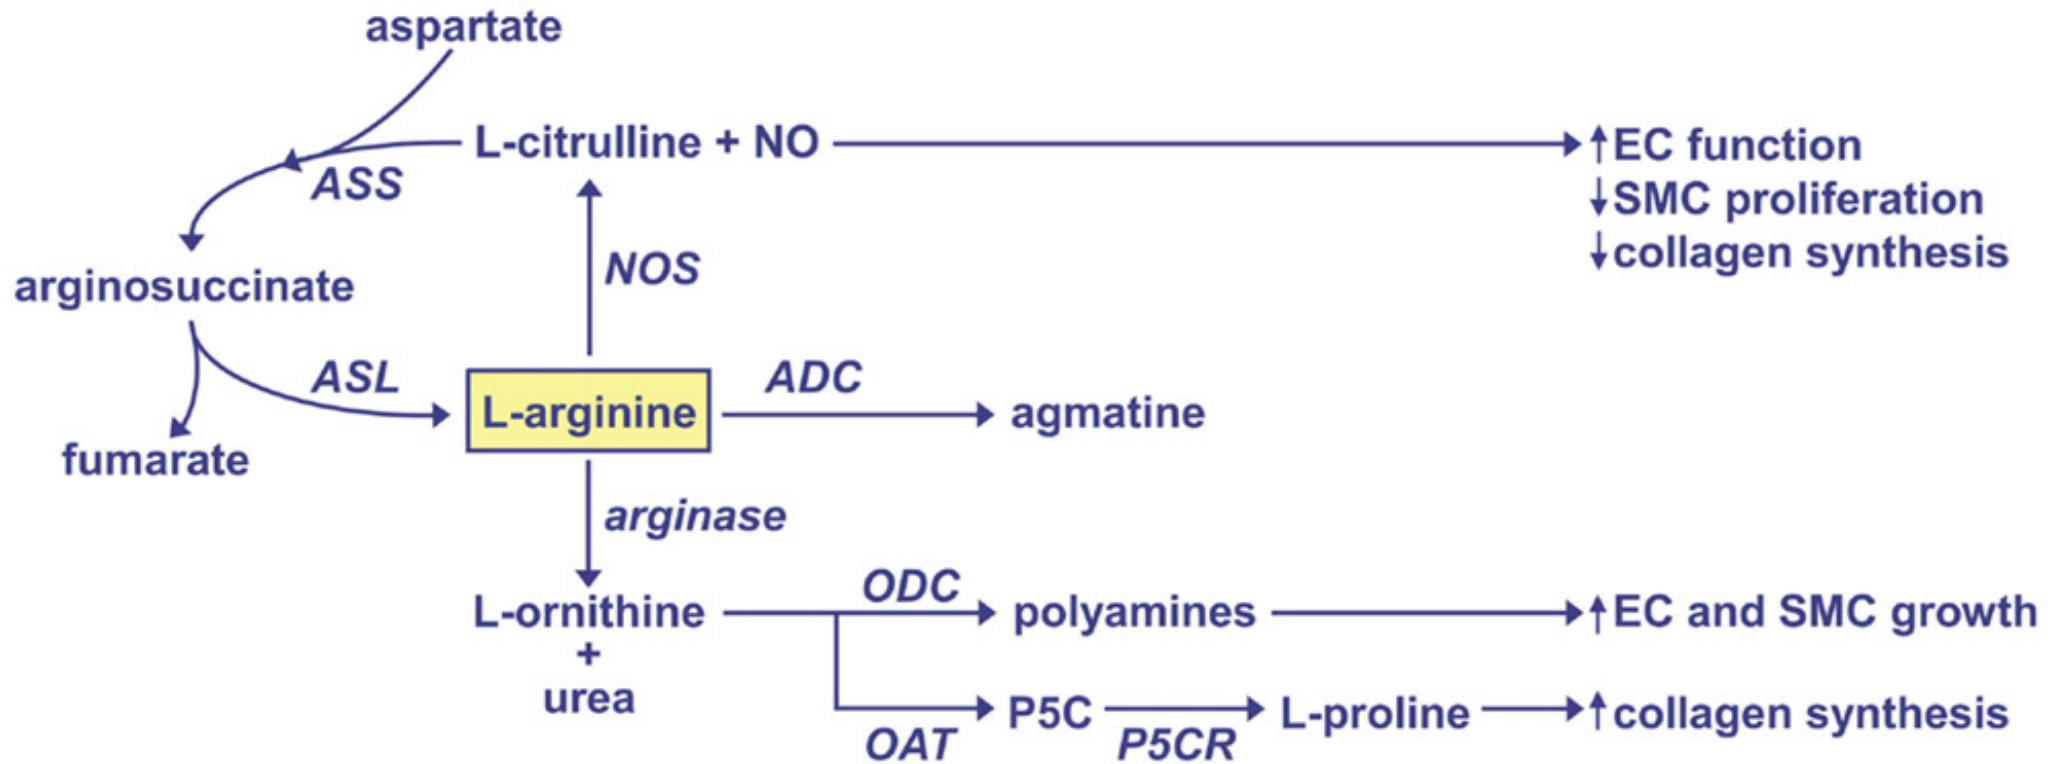 aspartate
L-citrulline + NO
↑EC function
ASS
↓SMC proliferation
↓collagen synthesis
NOS
arginosuccinate
ASL
ADC
L-arginine
agmatine
fumarate
arginase
ODC
L-ornithine
polyamines
↑EC and SMC growth
+
urea
P5C
L-proline
↑collagen synthesis
OAT
P5CR